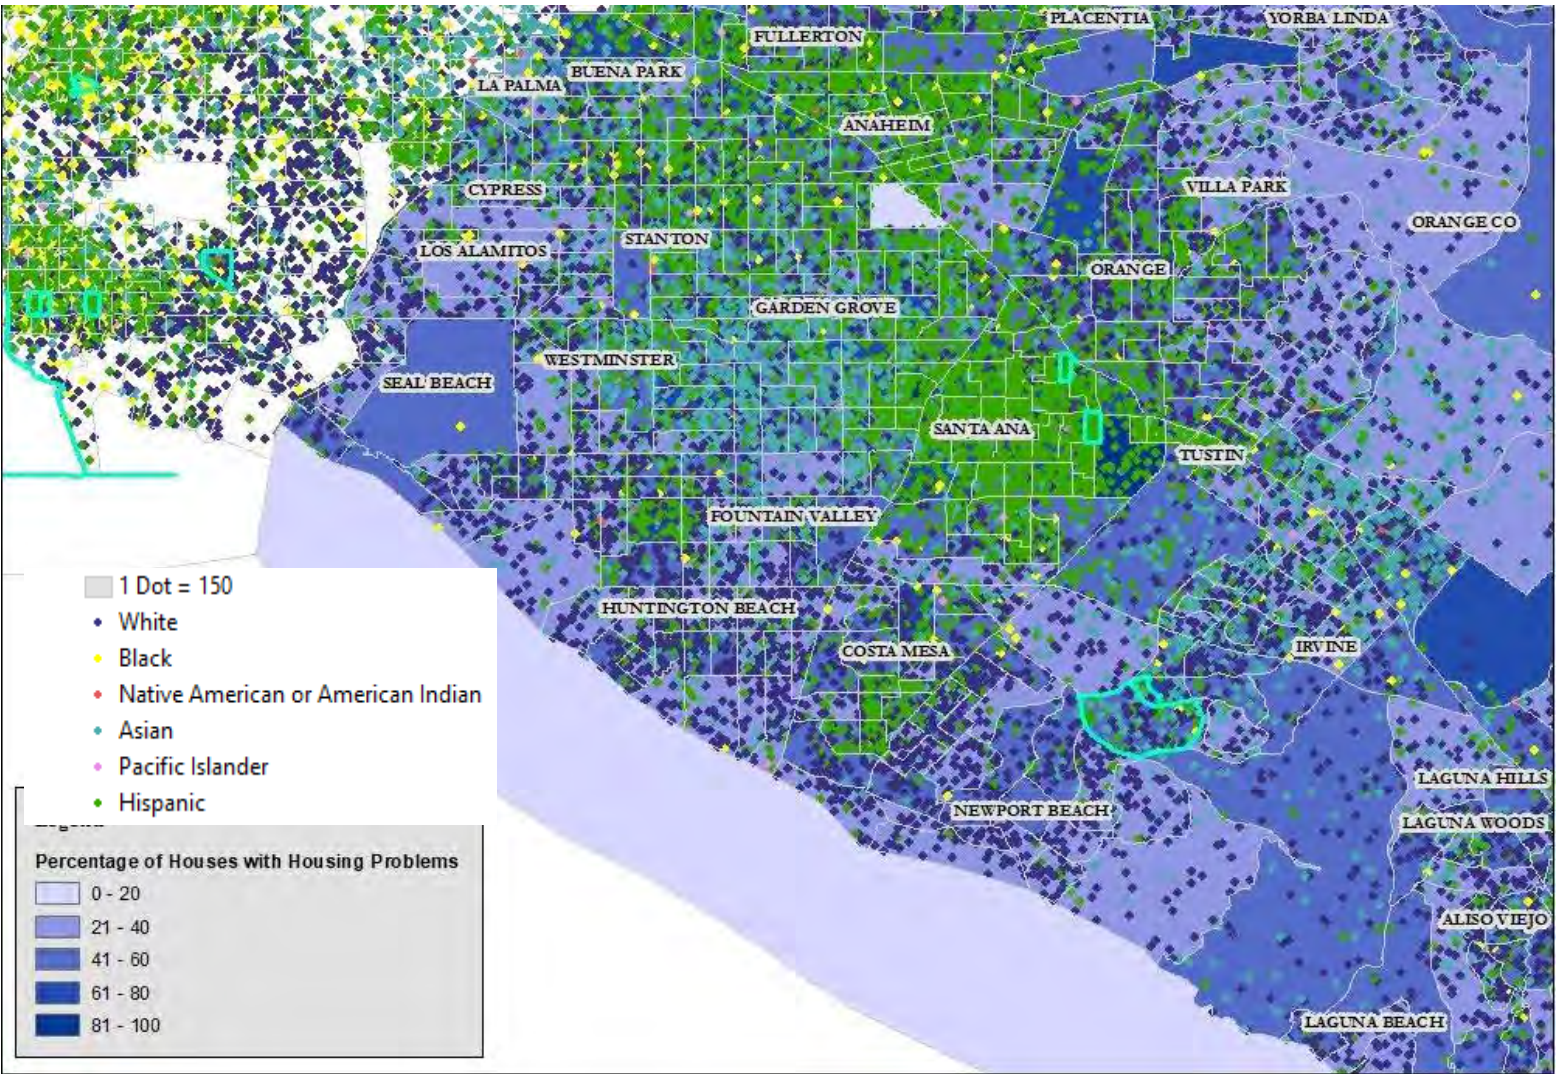 PLACENTIA
YORBA LINDA
FULLERTON
BUENA PARK
LA PALMA
ANAHEIM
CYPRESS
VILLA PARK
ORANGE CO
STANTON
LOS ALAMITOS
ORANGE
GARDEN GROVE
WESTMINSTER
SEAL BEACH
SANTA ANA
TUSTIN
FOUNTAIN VALLEY
HUNTINGTON BEACH
COSTA MESA
IRVINE
LAGUNA HILLS
NEWPORT BEACH
LAGUNA WOODS
ALISO VIEJO
LAGUNA BEACH
1 Dot = 150
White
Black
Native American or American Indian
Asian
Pacific Islander
Hispanic
Percentage of Houses with Housing Problems
0 - 20
21 - 40
41 - 60
61 - 80
81 - 100